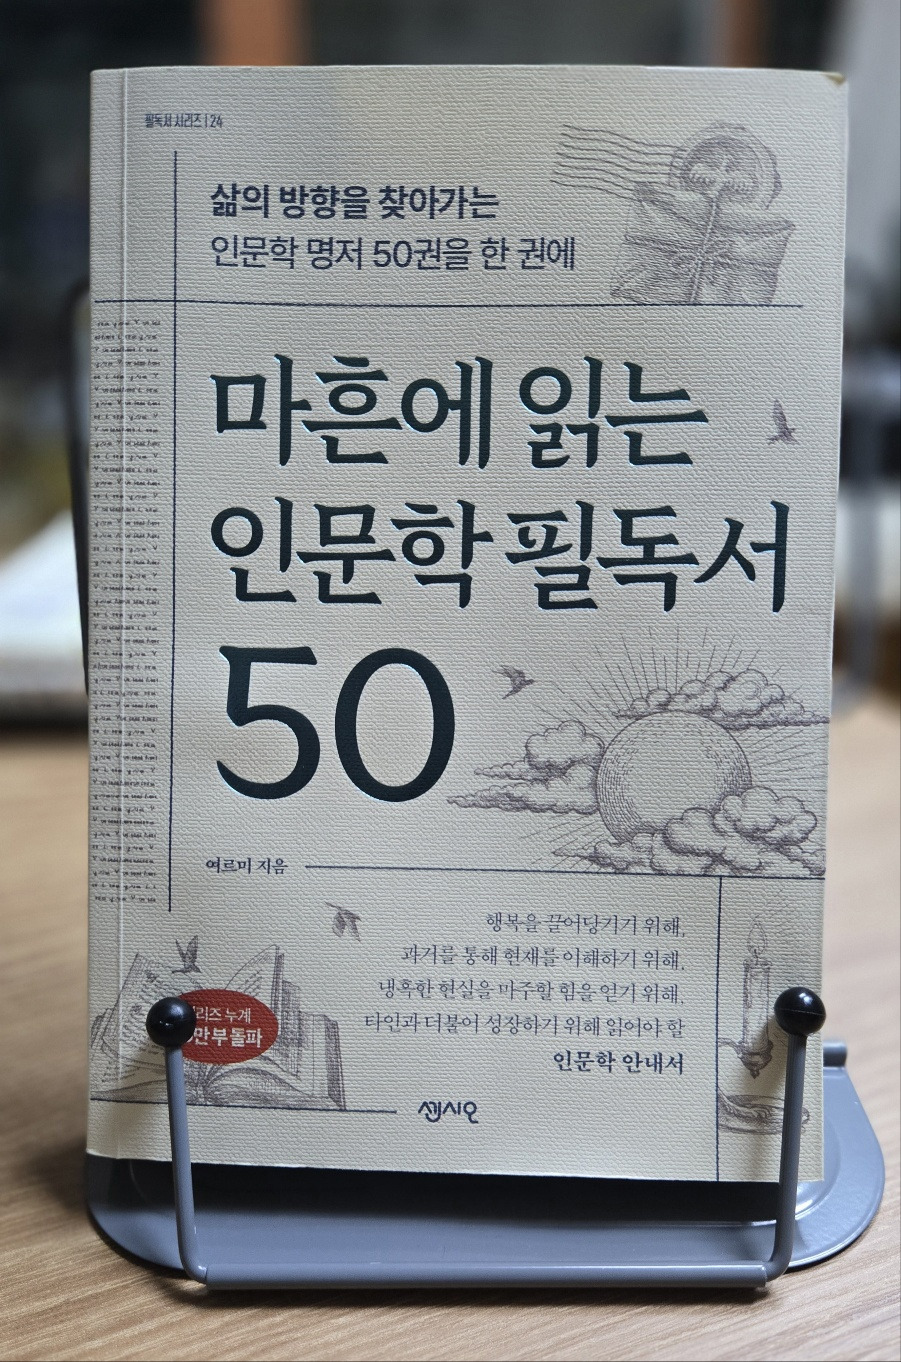 필독서 시리즈 | 24
삶의 방향을 찾아가는
인문학 명저 50권을 한 권에
마흔에 읽는
인문학 필독서
50
여르미 지음
행복을 끌어당기기 위해,
과거를 통해 현재를 이해하기 위해,
냉혹한 현실을 마주할 힘을 얻기 위해,
타인과 더불어 성장하기 위해 읽어야 할
인문학 안내서
누계
돌파
센시오